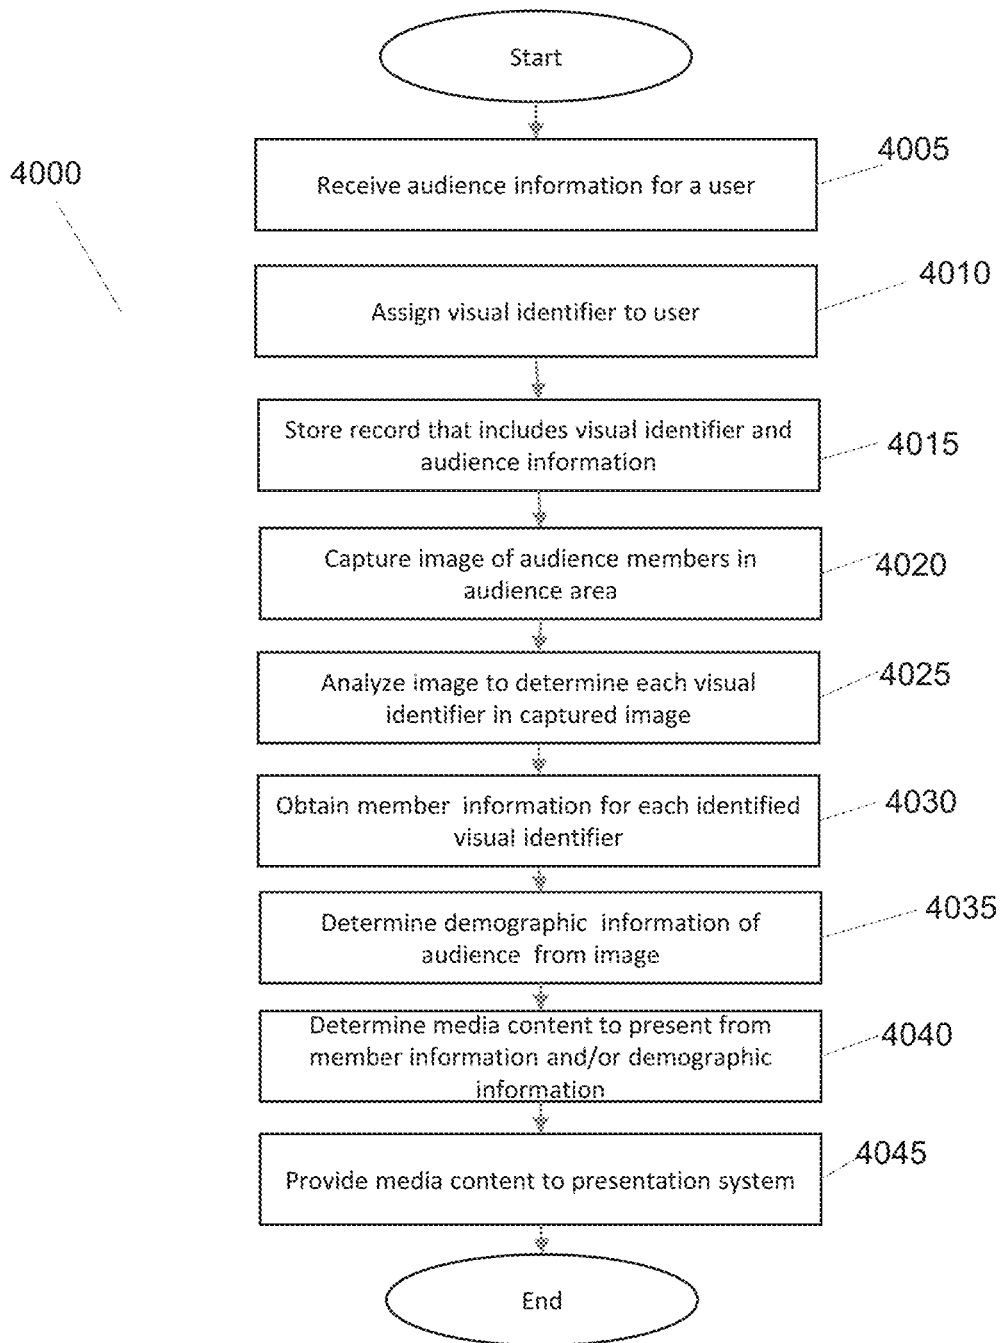 Start
4000
4005
Receive audience information for a user
4010
Assign visual identifier to user
Store record that includes visual identifier and
audience information
4015
Capture image of audience members in
audience area
4020
Analyze image to determine each visual
identifier in captured image
4025
Obtain member information for each identified
visual identifier
4030
Determine demographic information of
audience from image
4035
Determine media content to present from
member information and/or demographic
information
4040
Provide media content to presentation system
4045
End